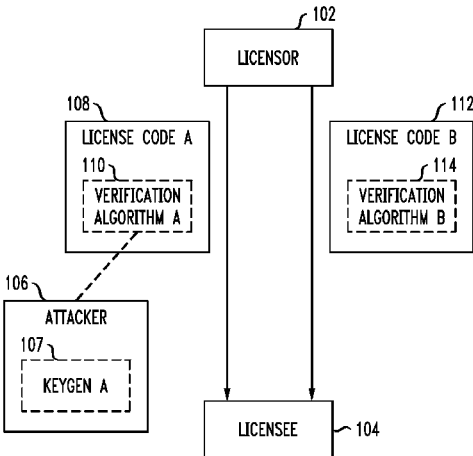 102
LICENSOR
108
LICENSE CODE A
110
VERIFICATION
ALGORITHM A
112
LICENSE CODE B
114
VERIFICATION
ALGORITHM B
106
ATTACKER
107
KEYGEN A
LICENSEE
104